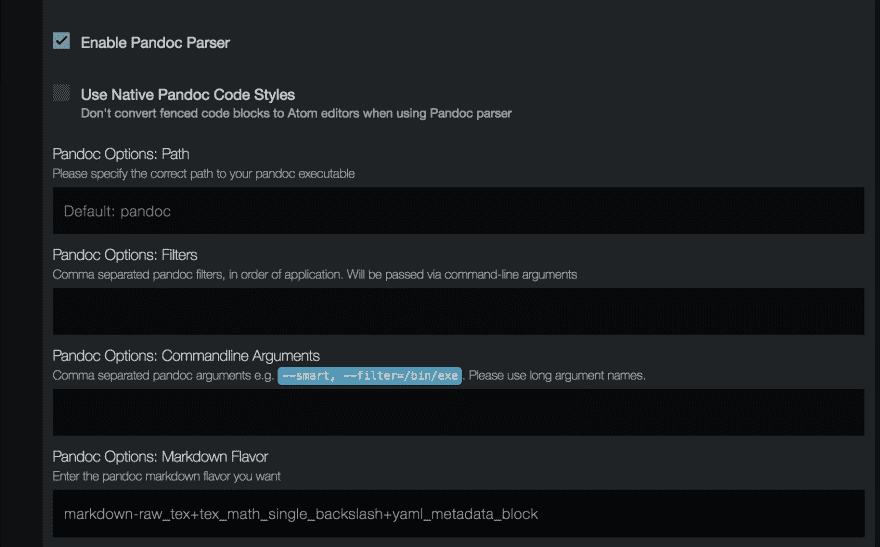 Enable Pandoc Parser
Use Native Pandoc Code Styles
Don't convert fenced code blocks to Atom editors when using Pandoc parser
Pandoc Options: Path
Please specify the correct path to your pandoc executable
Default: pandoc
Pandoc Options: Filters
Comma separated pandoc filters, in order of application. Will be passed via command-line arguments
Pandoc Options: Commandline Arguments
Comma separated pandoc arguments e.g. --smart, --filter=/bin/exe. Please use long argument names.
Pandoc Options: Markdown Flavor
Enter the pandoc markdown flavor you want
markdown-raw_tex+tex_math_single_backslash+yaml_metadata_block